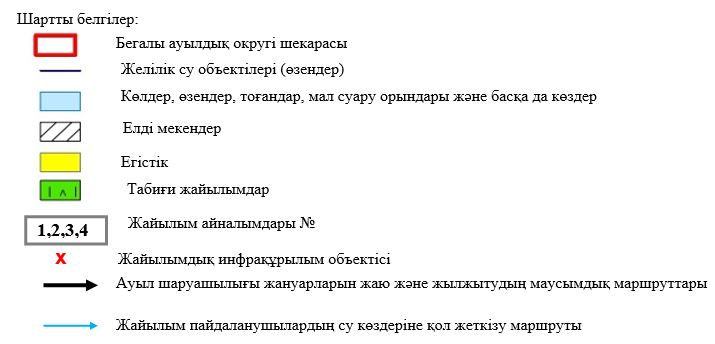 Шартты белгілер:
Бегалы ауылдық округі шекарасы
Желілік су объектілері (өзендер)
Көлдер, өзендер, тоғандар, мал суару орындары және басқа да көздер
Елді мекендер
Егістік
Табиғи жайылымдар
1,2,3,4 Жайылым айналымдары №
X Жайылымдық инфрақұрылым объектісі
Ауыл шаруашылығы жануарларын жаю және жылжытудың маусымдық маршруттары
Жайылым пайдаланушылардың су көздеріне қол жеткізу маршруты